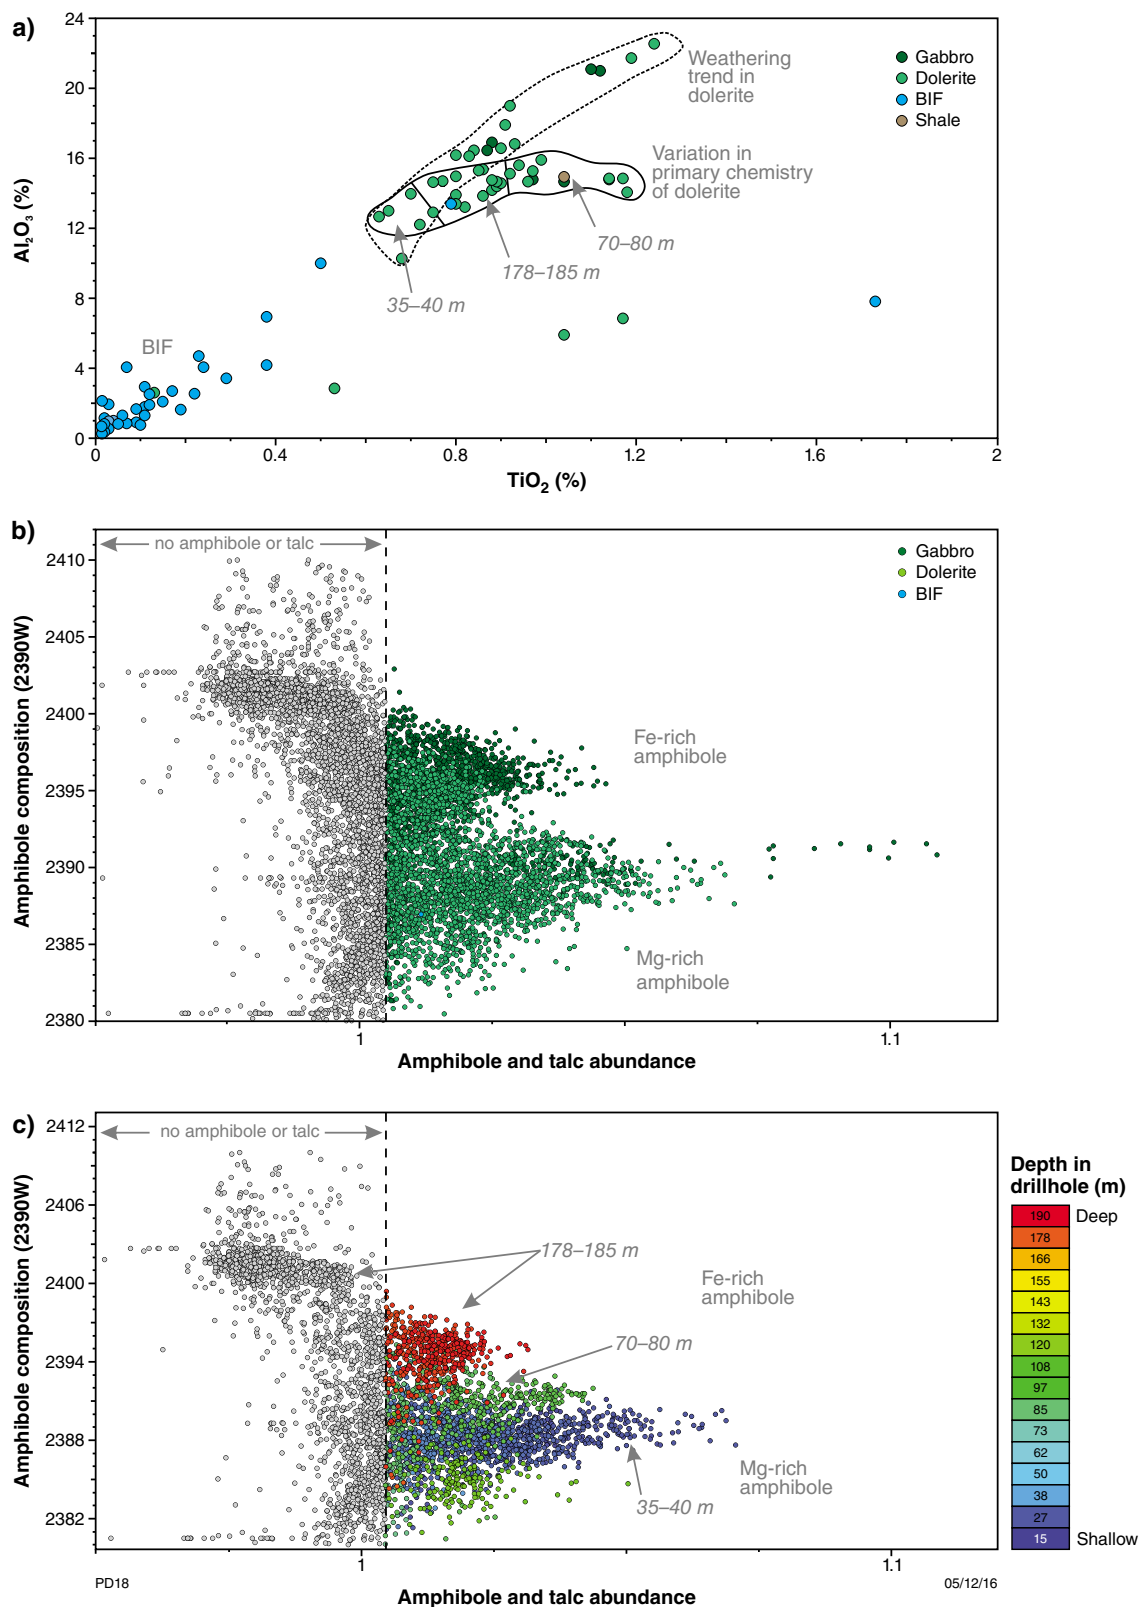 a)
24
20
16
12
8
4
0
Al₂O₃ (%)
Gabbro
Dolerite
BIF
Shale
Weathering
trend in
dolerite
Variation in
primary chemistry
of dolerite
70–80 m
178–185 m
35–40 m
BIF
0
0.4
0.8
1.2
1.6
2
TiO₂ (%)
b)
no amphibole or talc
2410
2405
2400
2395
2390
2385
2380
Amphibole composition (2390W)
Gabbro
Dolerite
BIF
Fe-rich
amphibole
Mg-rich
amphibole
1
1.1
Amphibole and talc abundance
c)
no amphibole or talc
2412
2406
2400
2394
2388
2382
Amphibole composition (2390W)
178–185 m
Fe-rich
amphibole
70–80 m
Mg-rich
amphibole
35–40 m
Depth in
drillhole (m)
190 Deep
178
166
155
143
132
120
108
97
85
73
62
50
38
27
15 Shallow
1
1.1
PD18
Amphibole and talc abundance
05/12/16